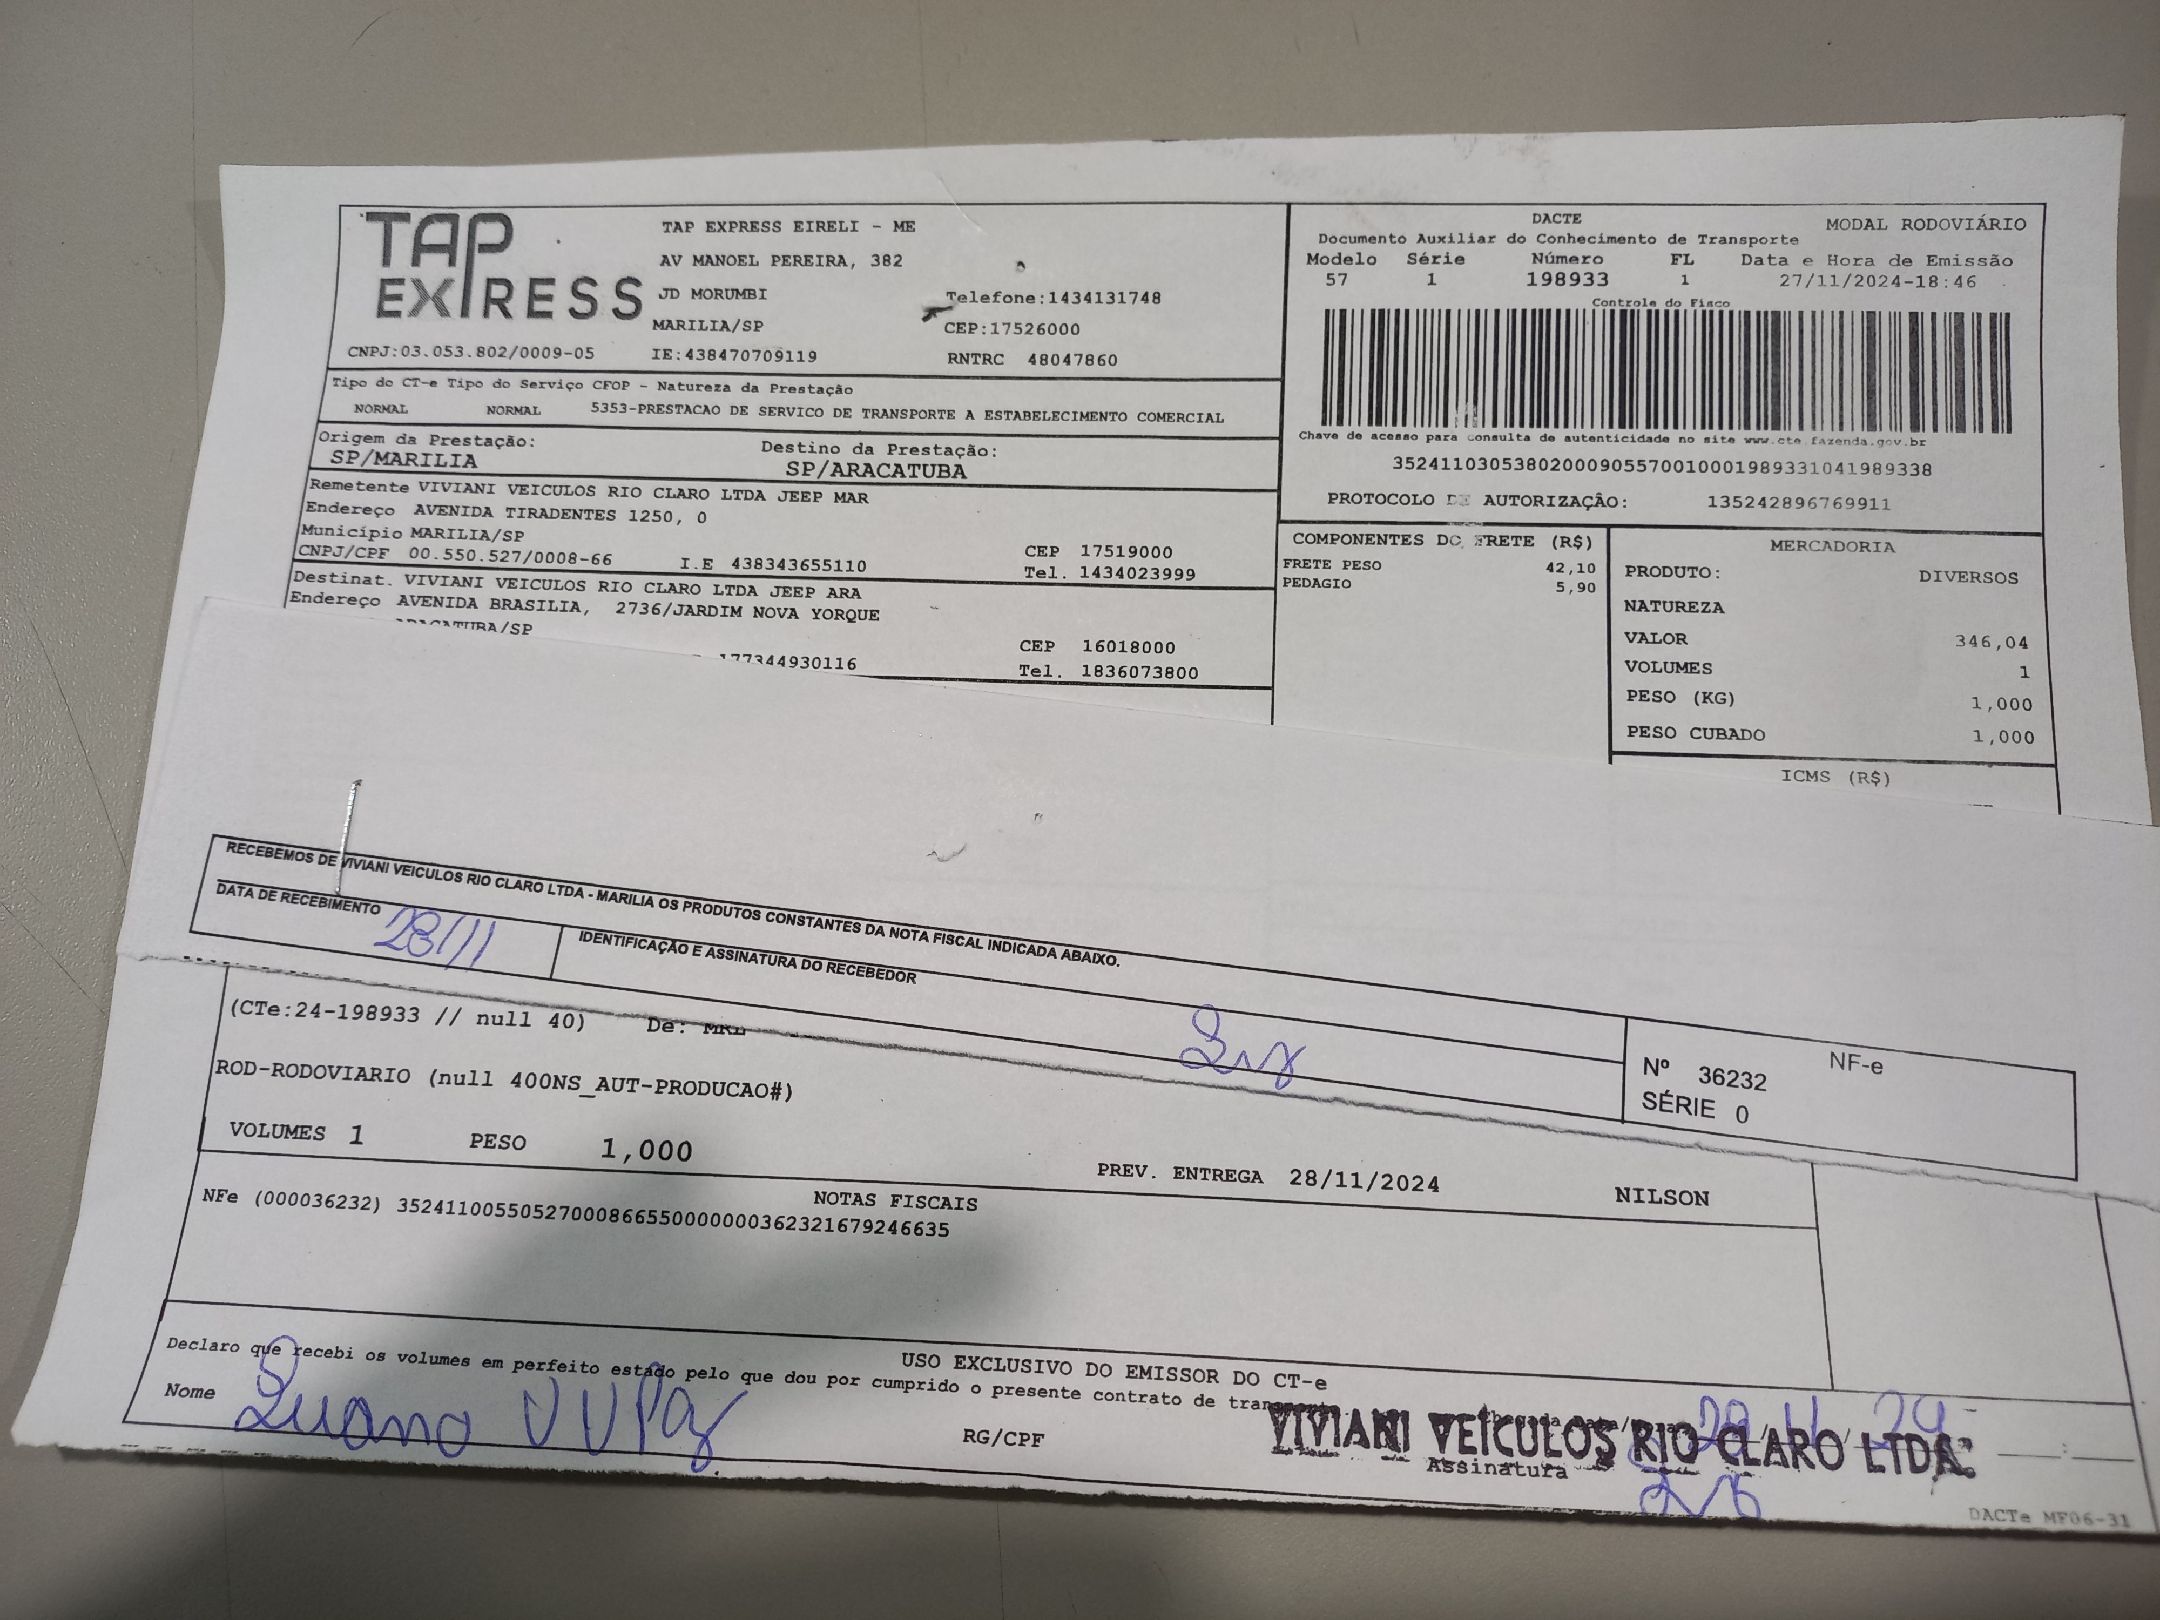 TAP EXPRESS
TAP EXPRESS EIRELI - ME
AV MANOEL PEREIRA, 382
JD MORUMBI
Telefone:1434131748
MARILIA/SP
CEP:17526000
CNPJ:03.053.802/0009-05
IE:438470709119
RNTRC 48047860
DACTE
MODAL RODOVIÁRIO
Documento Auxiliar do Conhecimento de Transporte
Modelo Série Número FL Data e Hora de Emissão
57 1 198933 1 27/11/2024-18:46
Controle do Fisco
Chave de acesso para consulta de autenticidade no site www.cte.fazenda.gov.br
35241103053802000905570010001989331041989338
PROTOCOLO DE AUTORIZAÇÃO: 135242896769911
Tipo do CT-e Tipo do Serviço CFOP - Natureza da Prestação
NORMAL NORMAL 5353-PRESTACAO DE SERVICO DE TRANSPORTE A ESTABELECIMENTO COMERCIAL
Origem da Prestação: Destino da Prestação:
SP/MARILIA SP/ARACATUBA
Remetente VIVIANI VEICULOS RIO CLARO LTDA JEEP MAR
Endereço AVENIDA TIRADENTES 1250, 0
Município MARILIA/SP CEP 17519000
CNPJ/CPF 00.550.527/0008-66 I.E 438343655110 Tel. 1434023999
Destinat. VIVIANI VEICULOS RIO CLARO LTDA JEEP ARA
Endereço AVENIDA BRASILIA, 2736/JARDIM NOVA YORQUE
ARACATUBA/SP CEP 16018000
177344930116 Tel. 1836073800
COMPONENTES DO FRETE (R$)
FRETE PESO 42,10
PEDAGIO 5,90
MERCADORIA
PRODUTO: DIVERSOS
NATUREZA
VALOR 346,04
VOLUMES 1
PESO (KG) 1,000
PESO CUBADO 1,000
ICMS (R$)
RECEBEMOS DE VIVIANI VEICULOS RIO CLARO LTDA - MARILIA OS PRODUTOS CONSTANTES DA NOTA FISCAL INDICADA ABAIXO.
DATA DE RECEBIMENTO
28/11
IDENTIFICAÇÃO E ASSINATURA DO RECEBEDOR
NF-e
Nº 36232
SÉRIE 0
(CTe:24-198933 // null 40) De:
ROD-RODOVIARIO (null 400NS_AUT-PRODUCAO#)
VOLUMES 1 PESO 1,000
PREV. ENTREGA 28/11/2024 NILSON
NOTAS FISCAIS
NFe (000036232) 35241100550527000866550000000362321679246635
USO EXCLUSIVO DO EMISSOR DO CT-e
Declaro que recebi os volumes em perfeito estado pelo que dou por cumprido o presente contrato de
Nome
RG/CPF
VIVIANI VEÍCULOS RIO CLARO LTDA.
Assinatura
DACTe MF06-31